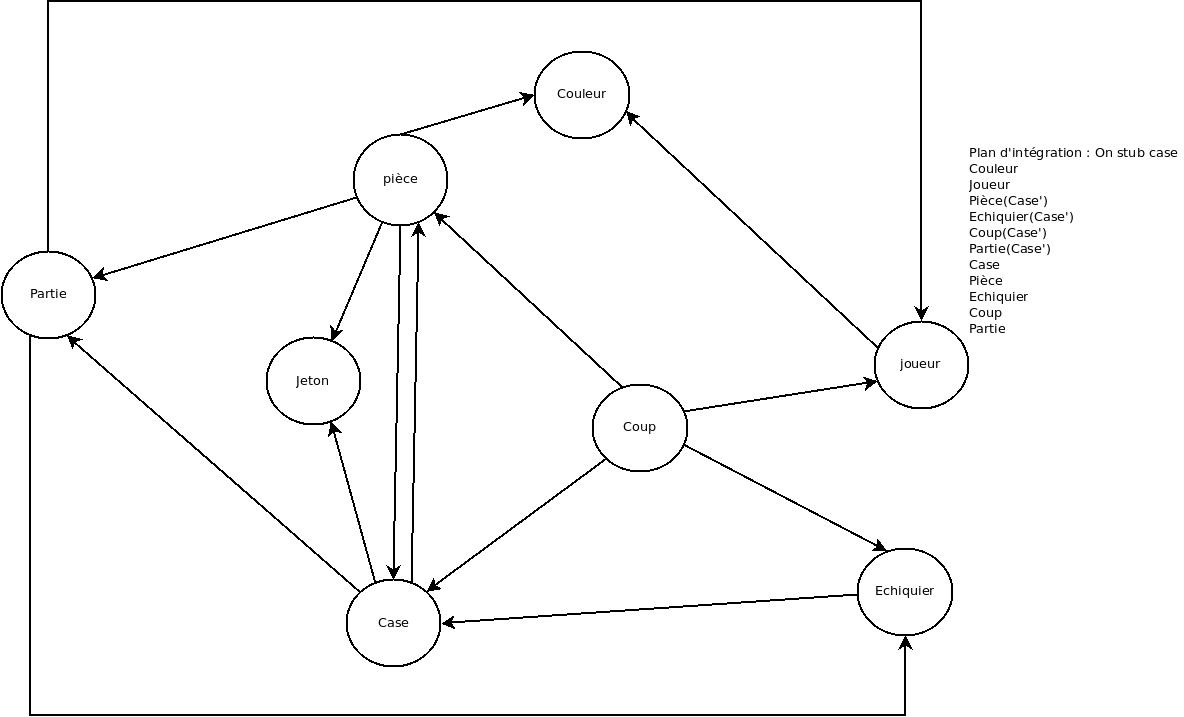 Couleur
pièce
Partie
Jeton
Coup
joueur
Echiquier
Case
Plan d'intégration : On stub case
Couleur
Joueur
Pièce(Case')
Echiquier(Case')
Coup(Case')
Partie(Case')
Case
Pièce
Echiquier
Coup
Partie